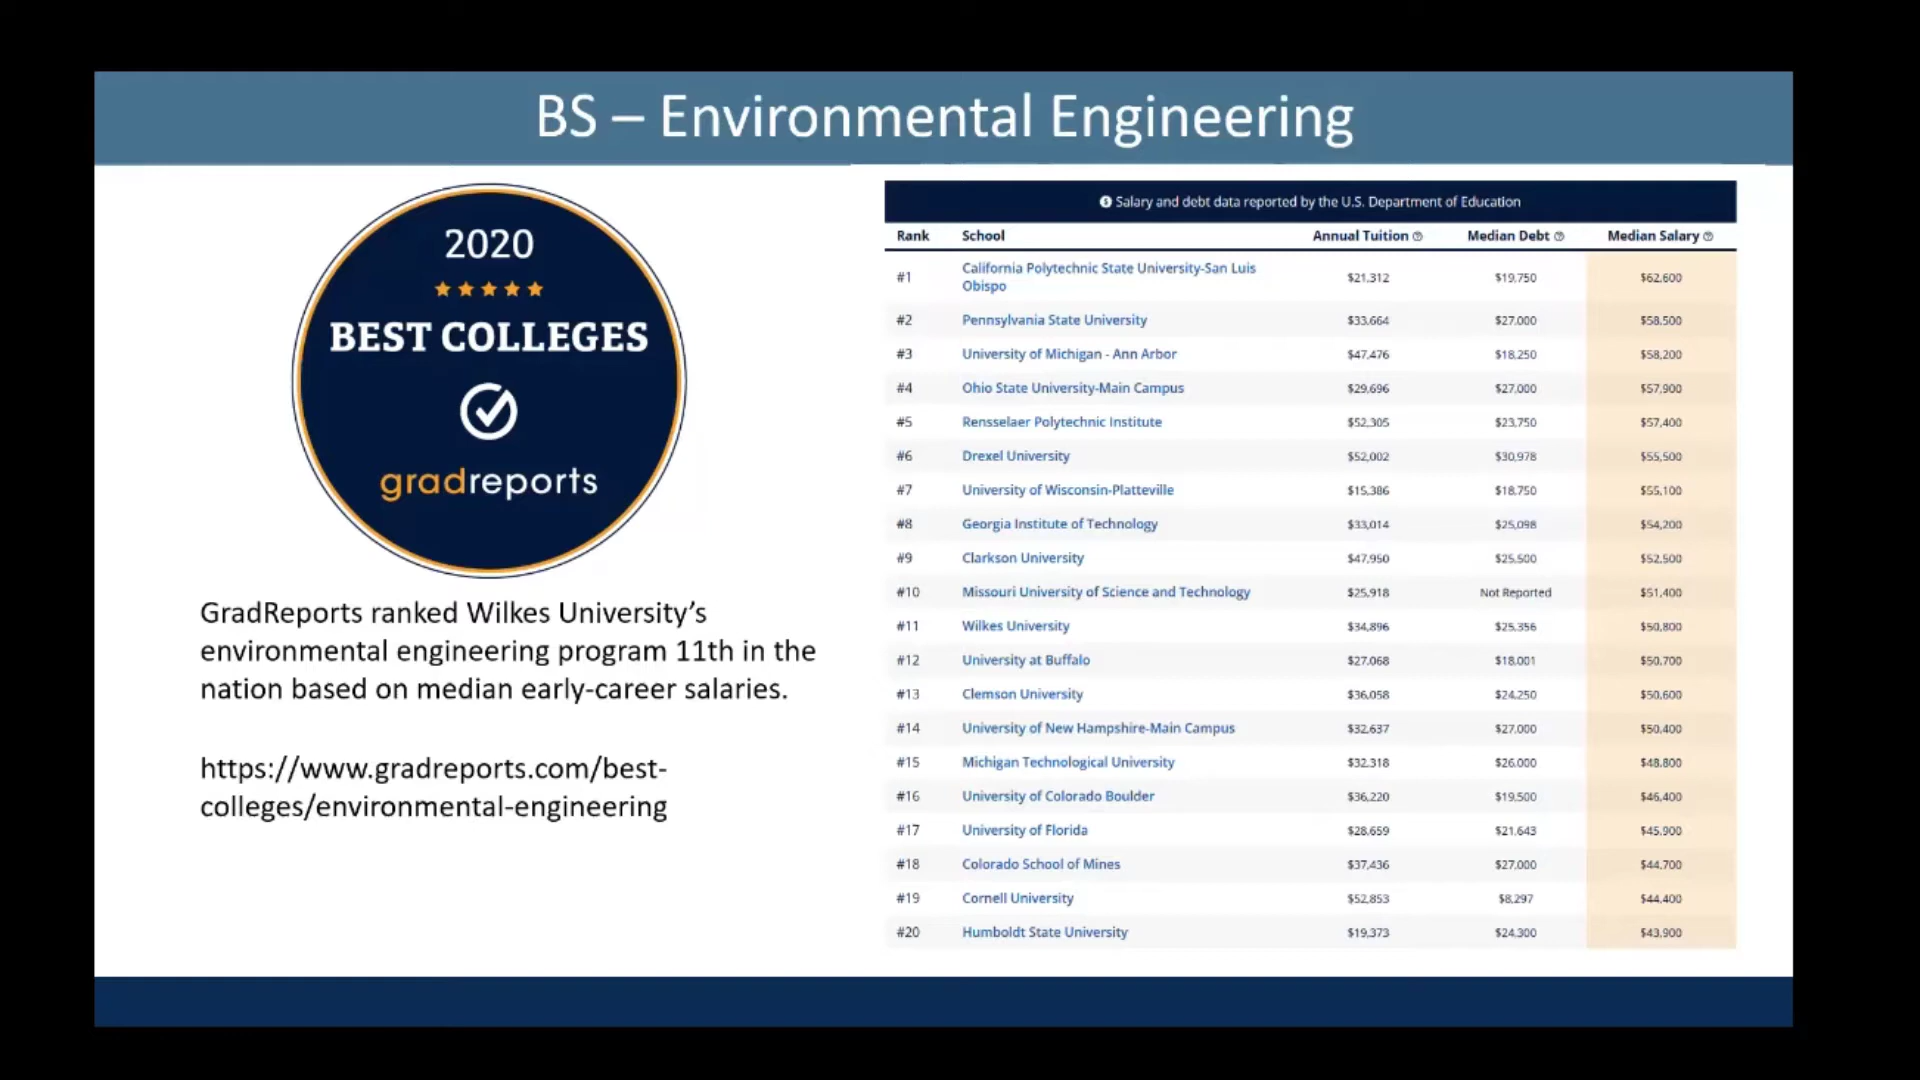 BS – Environmental Engineering
2020
BEST COLLEGES
gradreports
GradReports ranked Wilkes University’s
environmental engineering program 11th in the
nation based on median early-career salaries.
https://www.gradreports.com/best-
colleges/environmental-engineering
Salary and debt data reported by the U.S. Department of Education
Rank School Annual Tuition Median Debt Median Salary
#1 California Polytechnic State University-San Luis
Obispo $21,312 $19,750 $62,600
#2 Pennsylvania State University $33,664 $27,000 $58,500
#3 University of Michigan - Ann Arbor $47,476 $18,250 $58,200
#4 Ohio State University-Main Campus $29,696 $27,000 $57,900
#5 Rensselaer Polytechnic Institute $52,305 $23,750 $57,400
#6 Drexel University $52,002 $30,978 $55,500
#7 University of Wisconsin-Platteville $15,386 $18,750 $55,100
#8 Georgia Institute of Technology $33,014 $25,098 $54,200
#9 Clarkson University $47,950 $25,500 $52,500
#10 Missouri University of Science and Technology $25,918 Not Reported $51,400
#11 Wilkes University $34,896 $25,356 $50,800
#12 University at Buffalo $27,068 $18,001 $50,700
#13 Clemson University $36,058 $24,250 $50,600
#14 University of New Hampshire-Main Campus $32,637 $27,000 $50,400
#15 Michigan Technological University $32,318 $26,000 $48,800
#16 University of Colorado Boulder $36,220 $19,500 $46,400
#17 University of Florida $28,659 $21,643 $45,900
#18 Colorado School of Mines $37,436 $27,000 $44,700
#19 Cornell University $52,853 $8,297 $44,400
#20 Humboldt State University $19,373 $24,300 $43,900